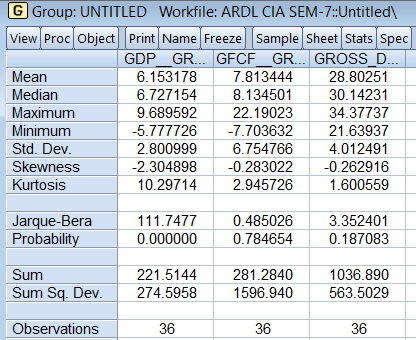 G Group: UNTITLED Workfile: ARDL CIA SEM-7::Untitled\
View Proc Object Print Name Freeze Sample Sheet Stats Spec
GDP__GR... GFCF__GR... GROSS_D...
Mean 6.153178 7.813444 28.80251
Median 6.727154 8.134501 30.14231
Maximum 9.689592 22.19023 34.37737
Minimum -5.777726 -7.703632 21.63937
Std. Dev. 2.800999 6.754766 4.012491
Skewness -2.304898 -0.283022 -0.262916
Kurtosis 10.29714 2.945726 1.600559
Jarque-Bera 111.7477 0.485026 3.352401
Probability 0.000000 0.784654 0.187083
Sum 221.5144 281.2840 1036.890
Sum Sq. Dev. 274.5958 1596.940 563.5029
Observations 36 36 36